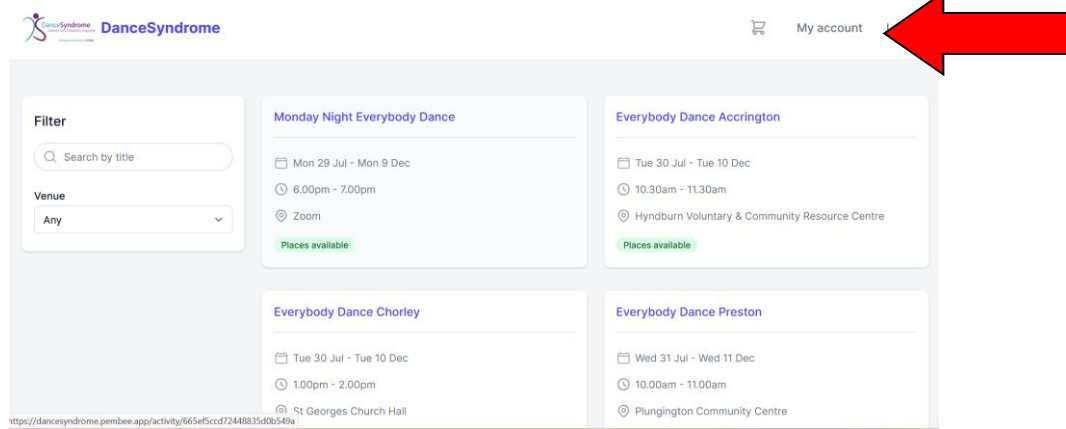 DanceSyndrome
DanceSyndrome
My account
Filter
Search by title
Venue
Any
Monday Night Everybody Dance
Mon 29 Jul - Mon 9 Dec
6.00pm - 7.00pm
Zoom
Places available
Everybody Dance Accrington
Tue 30 Jul - Tue 10 Dec
10.30am - 11.30am
Hyndburn Voluntary & Community Resource Centre
Places available
Everybody Dance Chorley
Tue 30 Jul - Tue 10 Dec
1.00pm - 2.00pm
St Georges Church Hall
Everybody Dance Preston
Wed 31 Jul - Wed 11 Dec
10.00am - 11.00am
Plungington Community Centre
https://dancesyndrome.pembee.app/activity/665ef5ccd72448835d0b549a